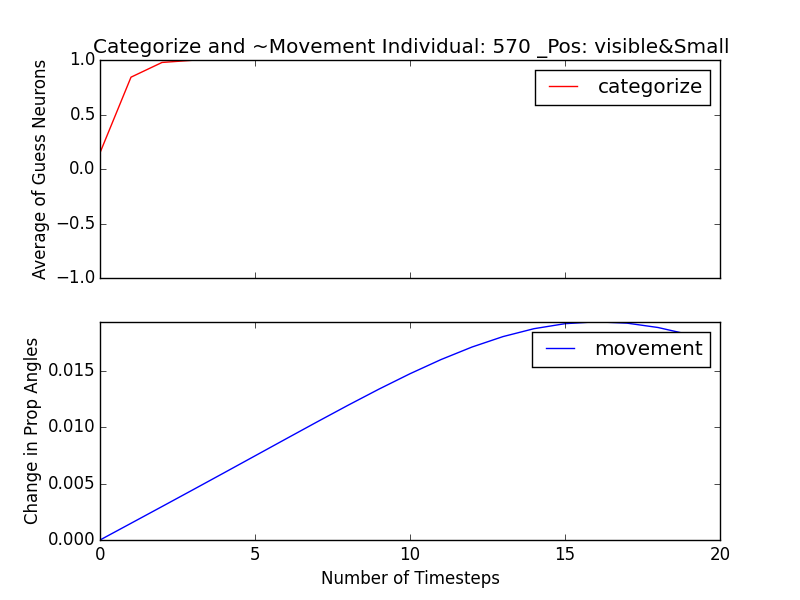 Categorize and ~Movement Individual: 570 _Pos: visible&Small
1.0
0.5
0.0
−0.5
−1.0
Average of Guess Neurons
categorize
0.015
0.010
0.005
0.000
Change in Prop Angles
movement
0 5 10 15 20
Number of Timesteps